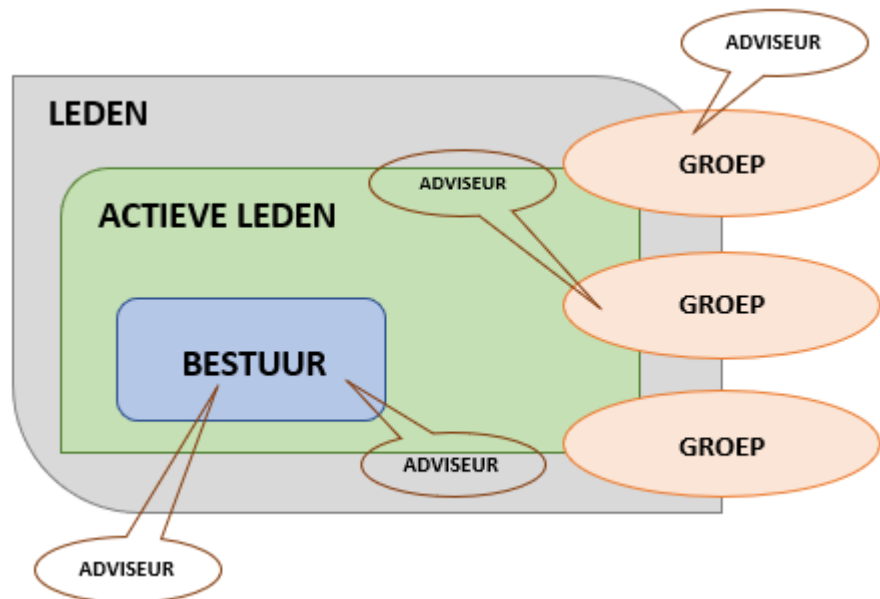 ADVISEUR
LEDEN
GROEP
ADVISEUR
ACTIEVE LEDEN
GROEP
BESTUUR
GROEP
ADVISEUR
ADVISEUR